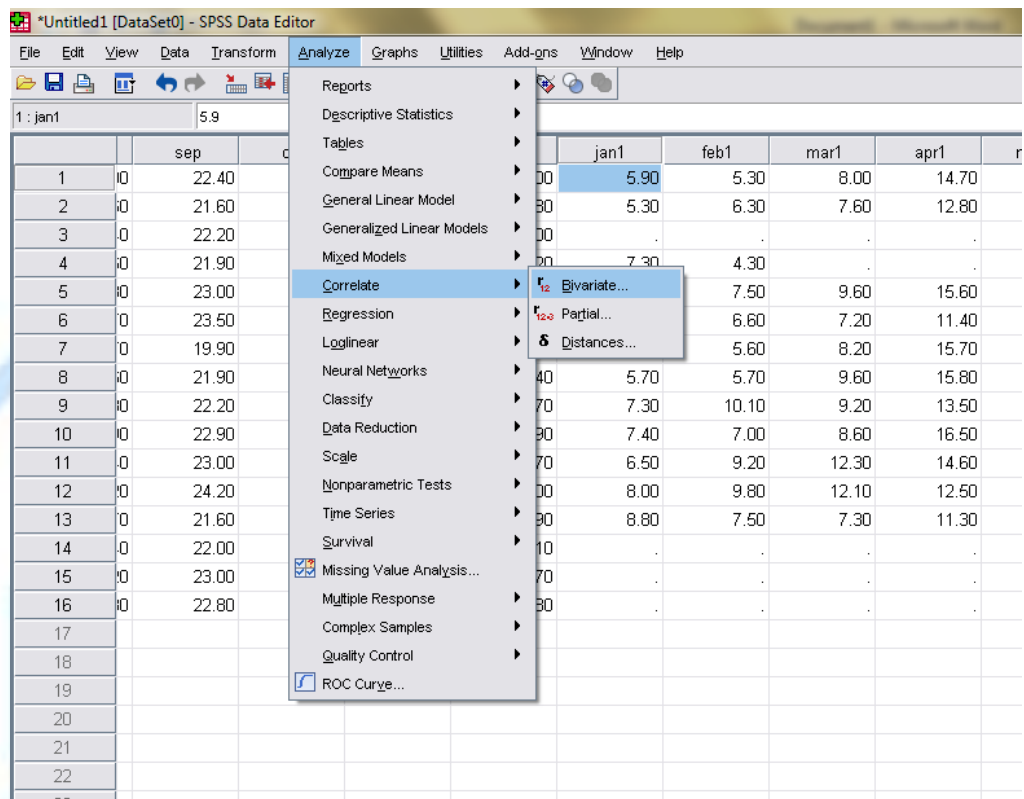 *Untitled1 [DataSet0] - SPSS Data Editor
File Edit View Data Transform Analyze Graphs Utilities Add-ons Window Help
1 : jan1 5.9
sep jan1 feb1 mar1 apr1
1 22.40 5.90 5.30 8.00 14.70
2 21.60 5.30 6.30 7.60 12.80
3 22.20 . . . .
4 21.90 7.30 4.30 . .
5 23.00 7.50 9.60 15.60
6 23.50 6.60 7.20 11.40
7 19.90 5.60 8.20 15.70
8 21.90 5.70 5.70 9.60 15.80
9 22.20 7.30 10.10 9.20 13.50
10 22.90 7.40 7.00 8.60 16.50
11 23.00 6.50 9.20 12.30 14.60
12 24.20 8.00 9.80 12.10 12.50
13 21.60 8.80 7.50 7.30 11.30
14 22.00 . . . .
15 23.00 . . . .
16 22.80 . . . .
17
18
19
20
21
22
Reports
Descriptive Statistics
Tables
Compare Means
General Linear Model
Generalized Linear Models
Mixed Models
Correlate
Regression
Loglinear
Neural Networks
Classify
Data Reduction
Scale
Nonparametric Tests
Time Series
Survival
Missing Value Analysis...
Multiple Response
Complex Samples
Quality Control
ROC Curve...
r12 Bivariate...
r12·3 Partial...
δ Distances...